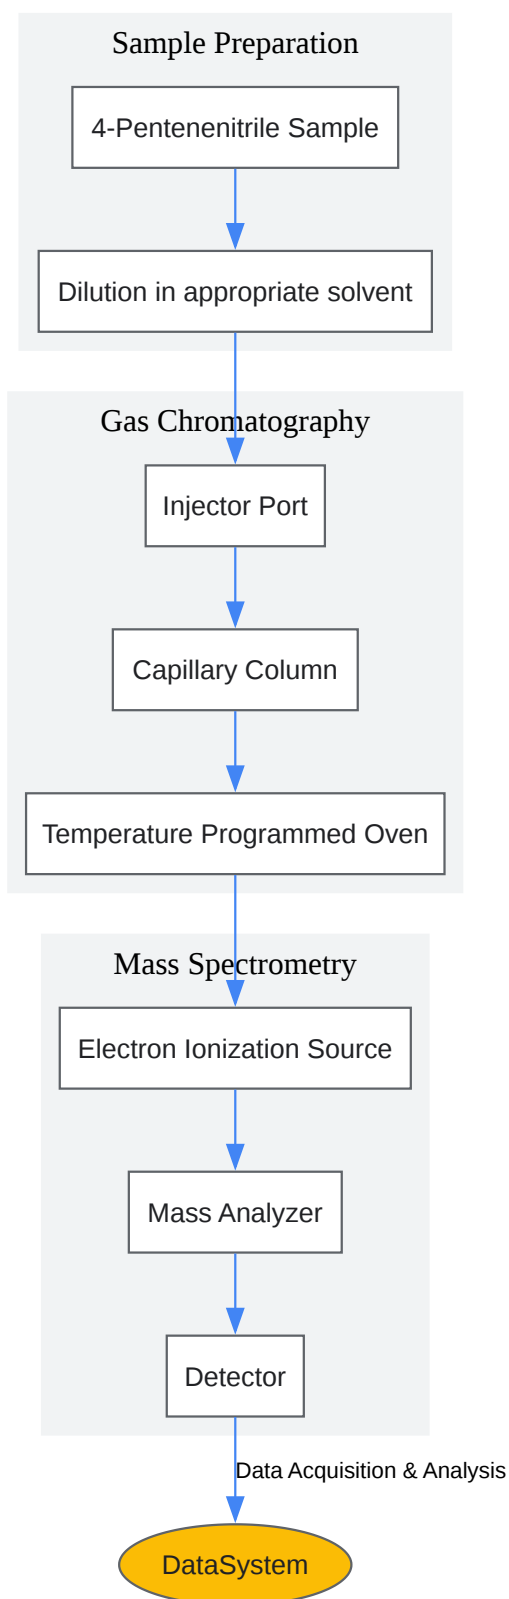 Sample Preparation
4-Pentenenitrile Sample
Dilution in appropriate solvent
Gas Chromatography
Injector Port
Capillary Column
Temperature Programmed Oven
Mass Spectrometry
Electron Ionization Source
Mass Analyzer
Detector
Data Acquisition & Analysis
DataSystem